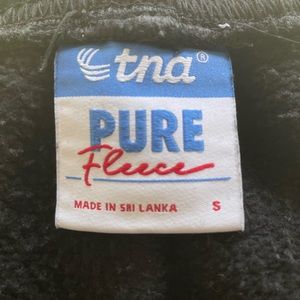 tna®
PURE
Fleece
MADE IN SRI LANKA S